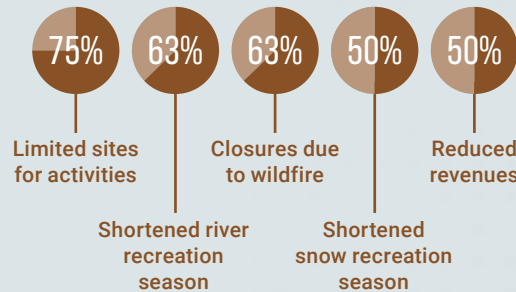 75%
63%
63%
50%
50%
Limited sites
for activities
Closures due
to wildfire
Reduced
revenues
Shortened river
recreation
season
Shortened
snow recreation
season